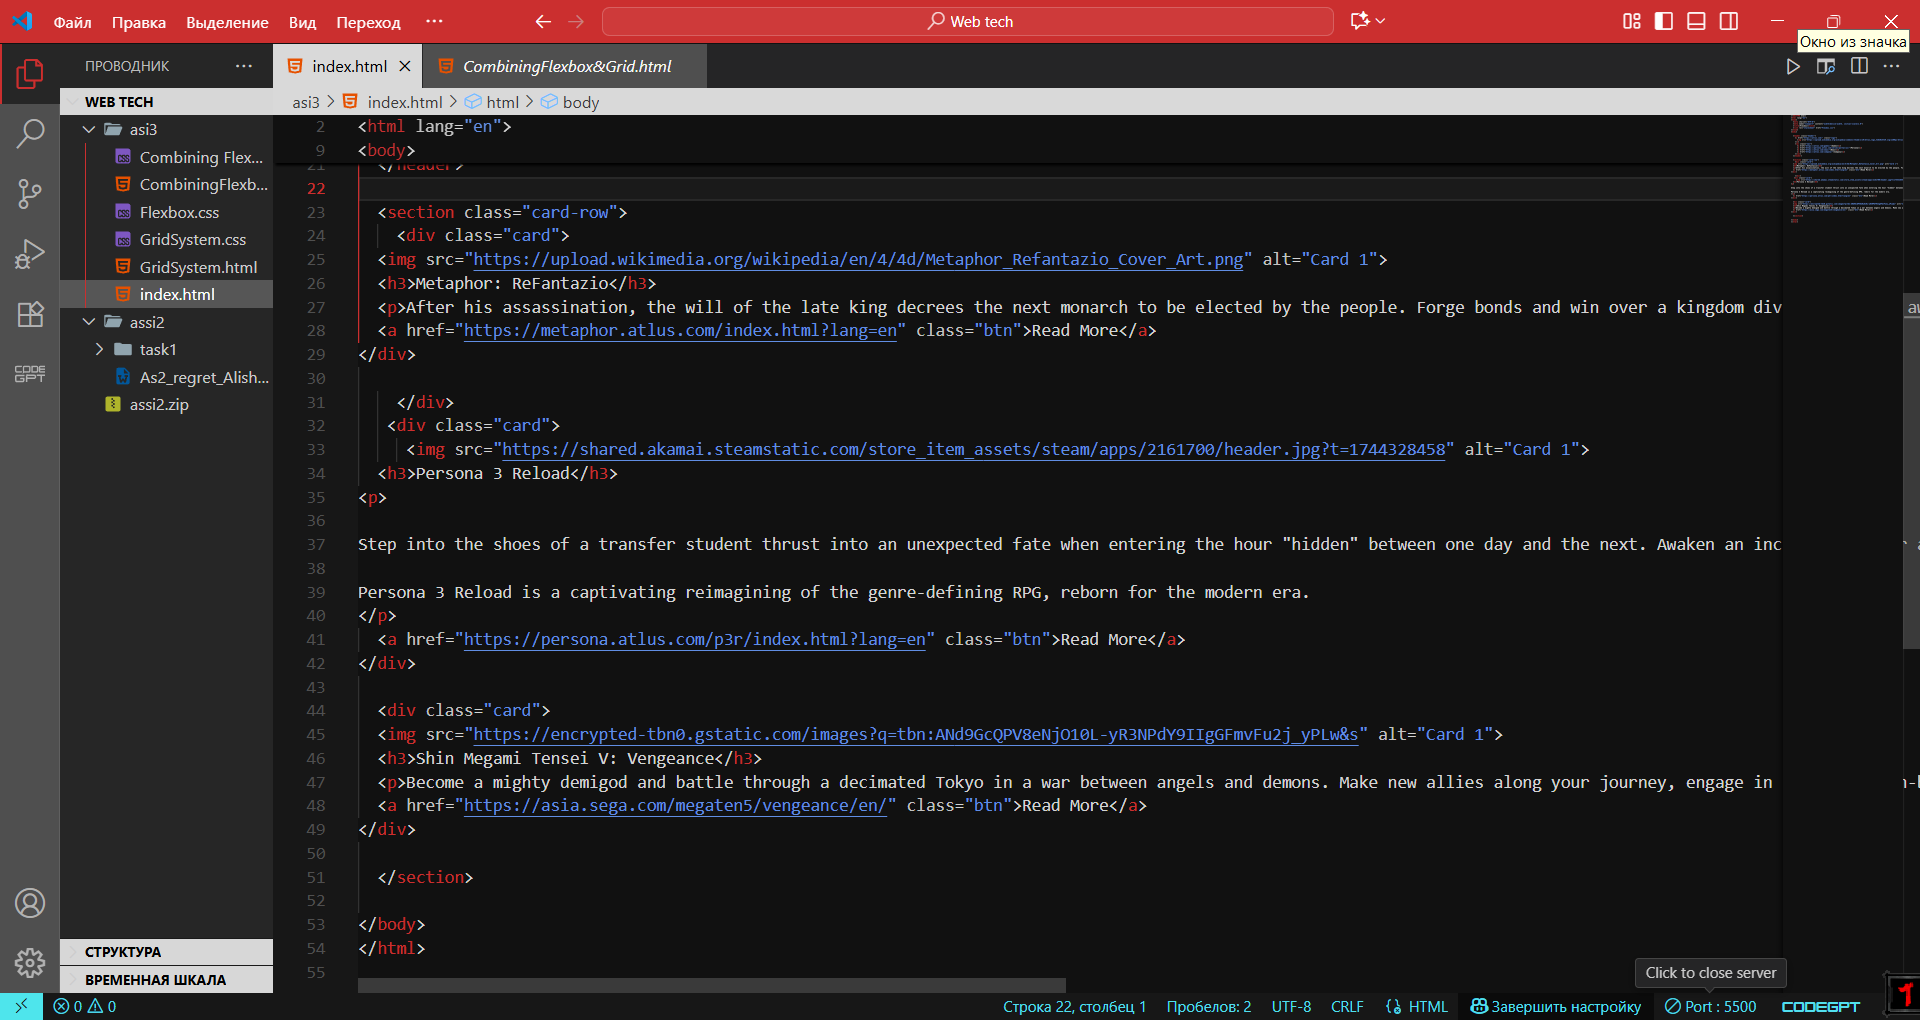 Файл Правка Выделение Вид Переход ··· Web tech
Окно из значка
ПРОВОДНИК ···
index.html
CombiningFlexbox&Grid.html
WEB TECH
asi3 > index.html > html > body
asi3
Combining Flex...
CombiningFlexb...
Flexbox.css
GridSystem.css
GridSystem.html
index.html
assi2
task1
As2_regret_Alish...
assi2.zip
CODE
GPT
СТРУКТУРА
ВРЕМЕННАЯ ШКАЛА
2 <html lang="en">
9 <body>
21 </header>
22
23 <section class="card-row">
24 <div class="card">
25 <img src="https://upload.wikimedia.org/wikipedia/en/4/4d/Metaphor_Refantazio_Cover_Art.png" alt="Card 1">
26 <h3>Metaphor: ReFantazio</h3>
27 <p>After his assassination, the will of the late king decrees the next monarch to be elected by the people. Forge bonds and win over a kingdom div
28 <a href="https://metaphor.atlus.com/index.html?lang=en" class="btn">Read More</a>
29 </div>
30
31 </div>
32 <div class="card">
33 <img src="https://shared.akamai.steamstatic.com/store_item_assets/steam/apps/2161700/header.jpg?t=1744328458" alt="Card 1">
34 <h3>Persona 3 Reload</h3>
35 <p>
36
37 Step into the shoes of a transfer student thrust into an unexpected fate when entering the hour "hidden" between one day and the next. Awaken an inc
38
39 Persona 3 Reload is a captivating reimagining of the genre-defining RPG, reborn for the modern era.
40 </p>
41 <a href="https://persona.atlus.com/p3r/index.html?lang=en" class="btn">Read More</a>
42 </div>
43
44 <div class="card">
45 <img src="https://encrypted-tbn0.gstatic.com/images?q=tbn:ANd9GcQPV8eNjO10L-yR3NPdY9IIgGFmvFu2j_yPLw&s" alt="Card 1">
46 <h3>Shin Megami Tensei V: Vengeance</h3>
47 <p>Become a mighty demigod and battle through a decimated Tokyo in a war between angels and demons. Make new allies along your journey, engage in
48 <a href="https://asia.sega.com/megaten5/vengeance/en/" class="btn">Read More</a>
49 </div>
50
51 </section>
52
53 </body>
54 </html>
55
Click to close server
0 0 Строка 22, столбец 1 Пробелов: 2 UTF-8 CRLF {} HTML Завершить настройку Port : 5500 CODEGPT